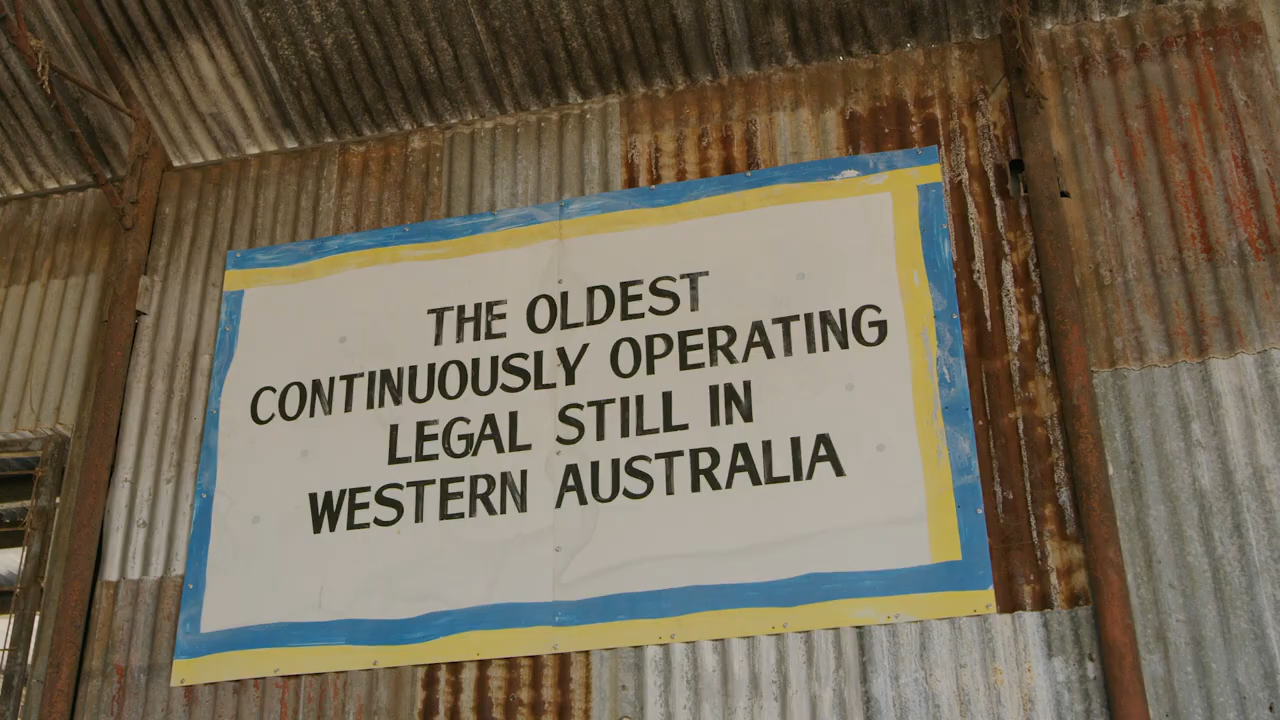 THE OLDEST
CONTINUOUSLY OPERATING
LEGAL STILL IN
WESTERN AUSTRALIA